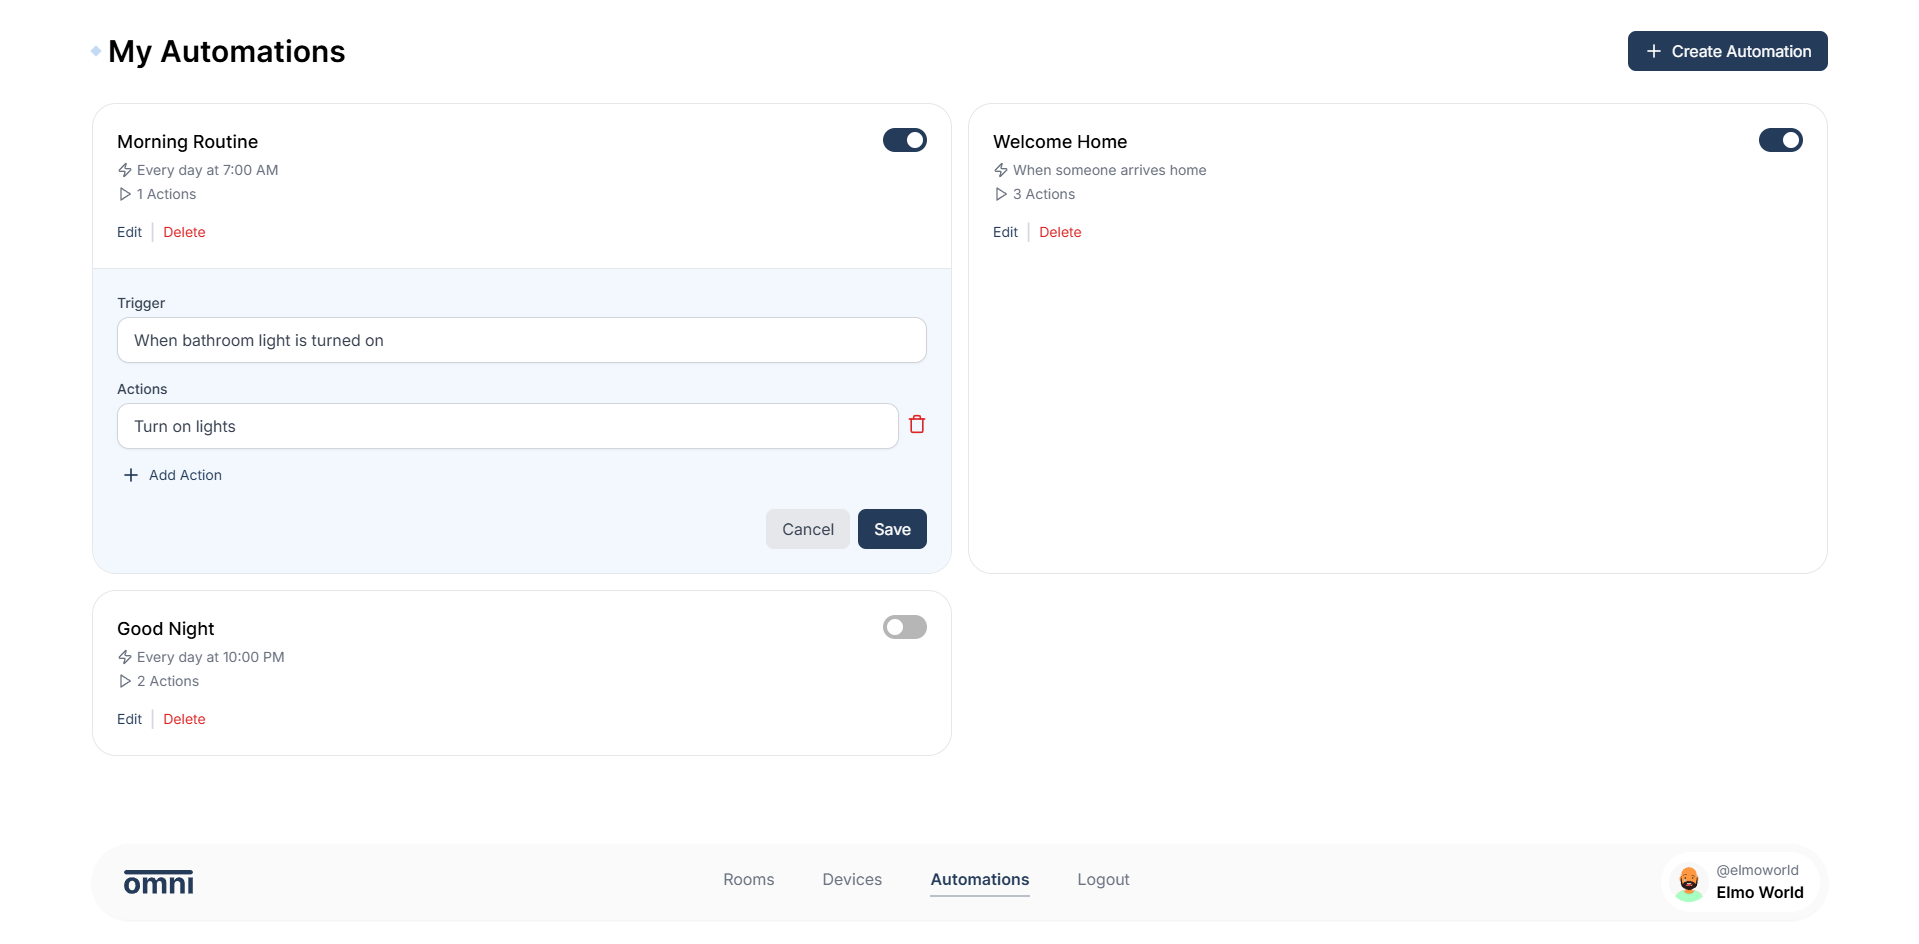 My Automations
Create Automation
Morning Routine
Every day at 7:00 AM
1 Actions
Edit
Delete
Trigger
When bathroom light is turned on
Actions
Turn on lights
Add Action
Cancel
Save
Welcome Home
When someone arrives home
3 Actions
Edit
Delete
Good Night
Every day at 10:00 PM
2 Actions
Edit
Delete
omni
Rooms
Devices
Automations
Logout
@elmoworld
Elmo World